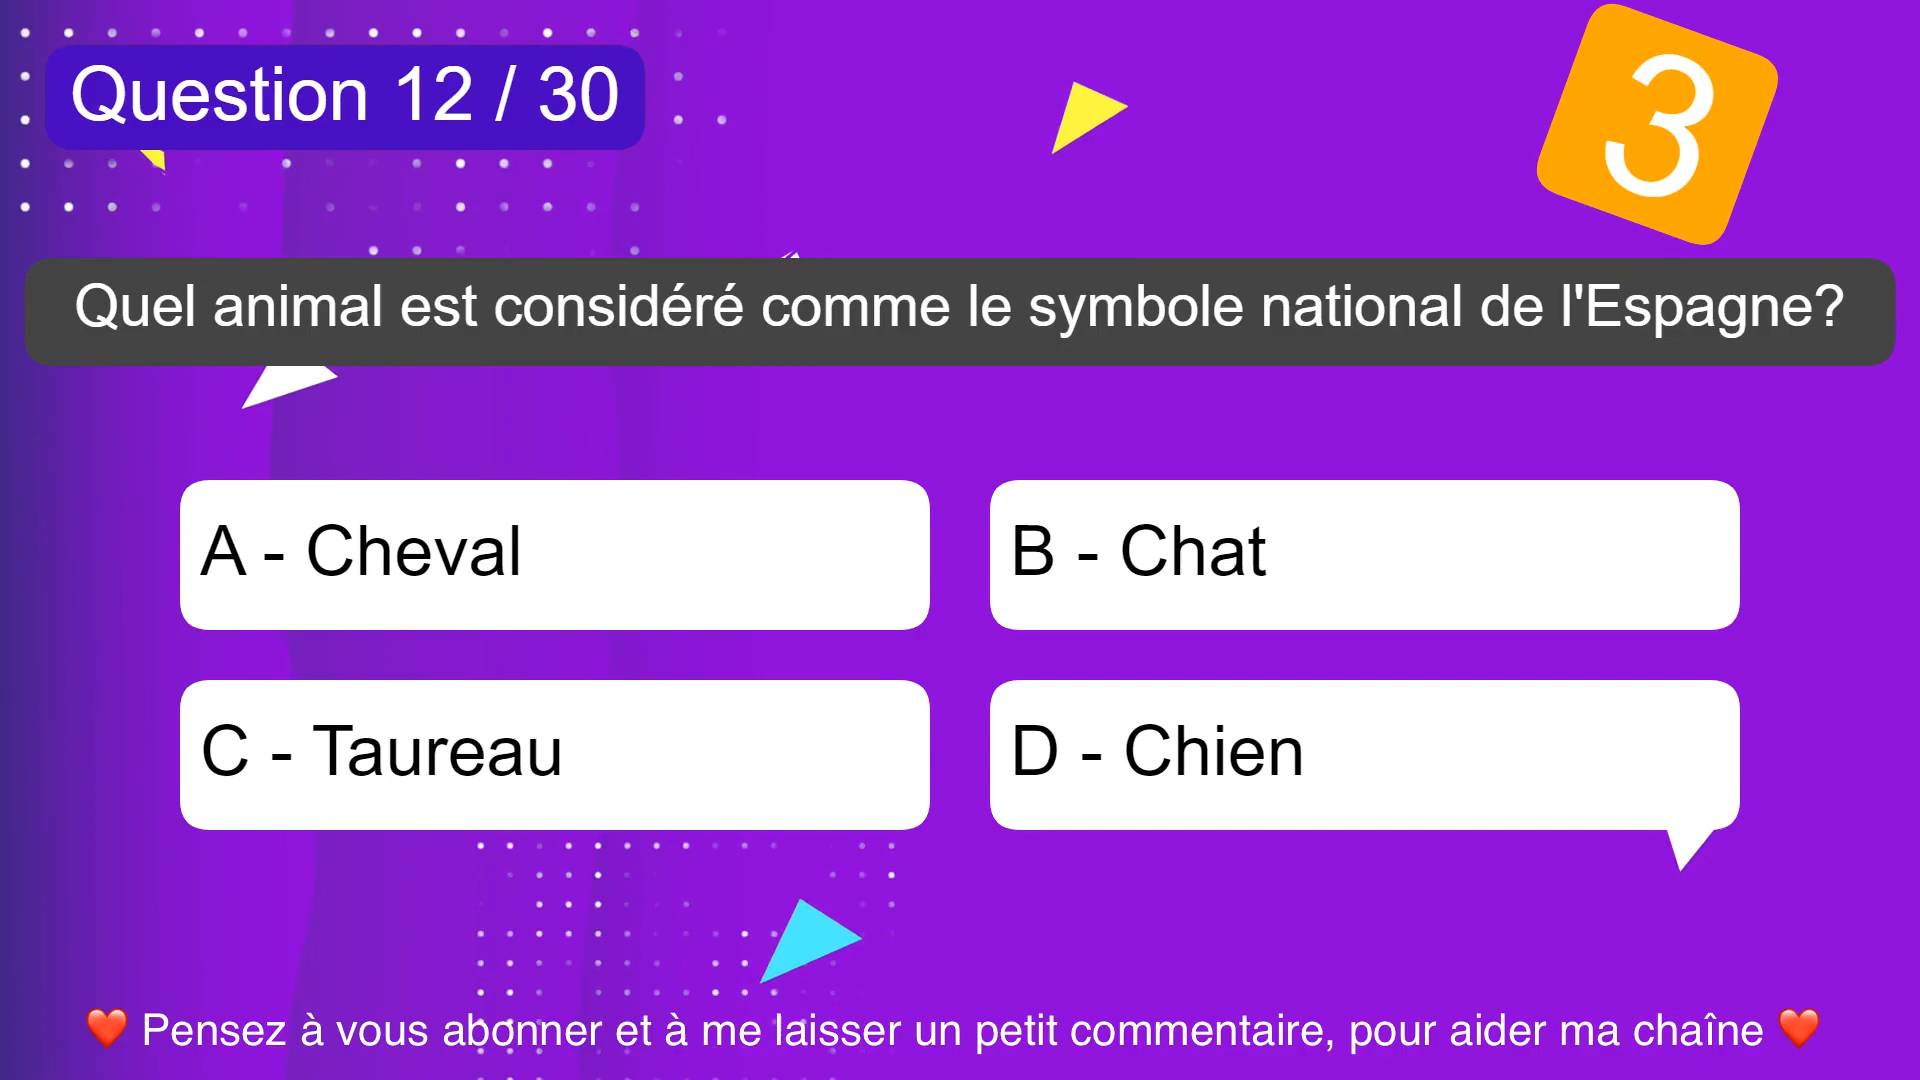 Question 12 / 30
3
Quel animal est considéré comme le symbole national de l'Espagne?
A - Cheval
B - Chat
C - Taureau
D - Chien
❤️ Pensez à vous abonner et à me laisser un petit commentaire, pour aider ma chaîne ❤️